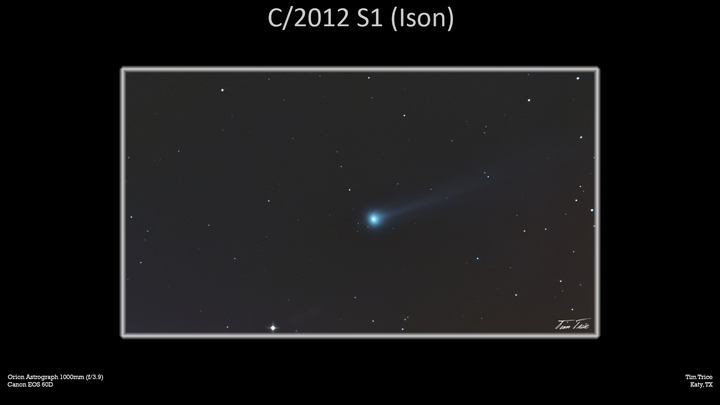 C/2012 S1 (Ison)
Tim Trice
Orion Astrograph 1000mm (f/3.9)
Canon EOS 60D
Tim Trice
Katy, TX